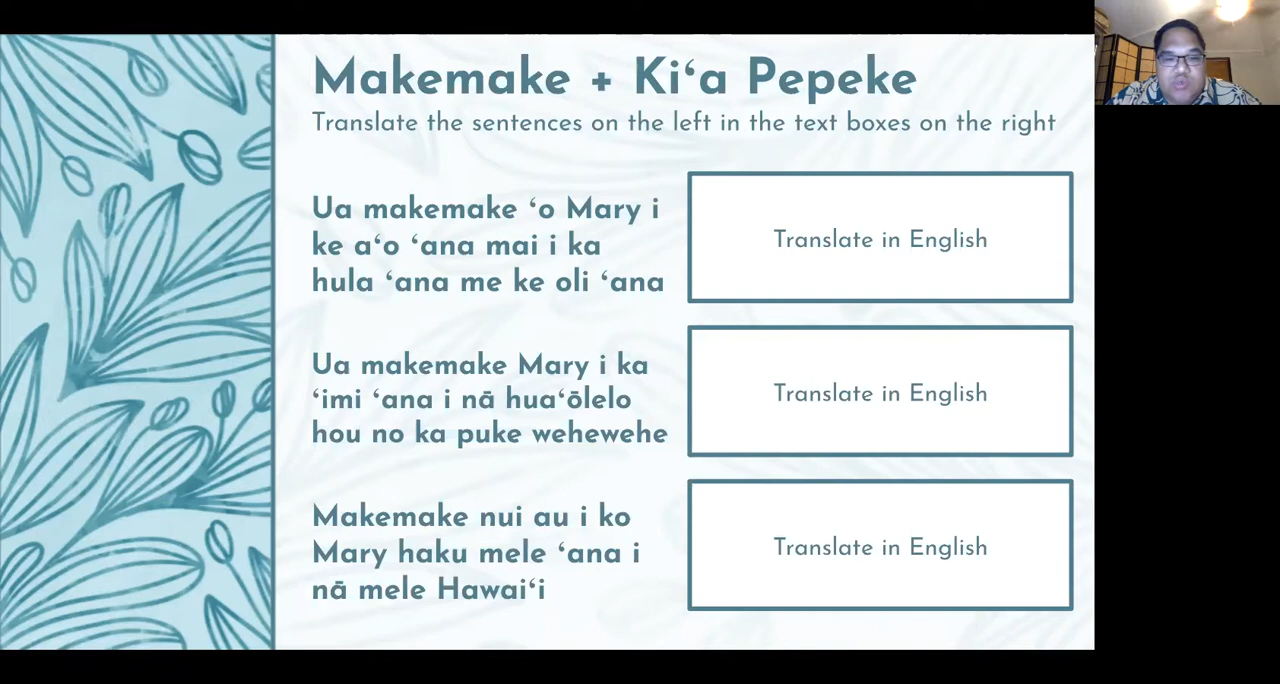 Makemake + Kiʻa Pepeke
Translate the sentences on the left in the text boxes on the right
Ua makemake ʻo Mary i
ke aʻo ʻana mai i ka
hula ʻana me ke oli ʻana
Translate in English
Ua makemake Mary i ka
ʻimi ʻana i nā huaʻōlelo
hou no ka puke wehewehe
Translate in English
Makemake nui au i ko
Mary haku mele ʻana i
nā mele Hawaiʻi
Translate in English